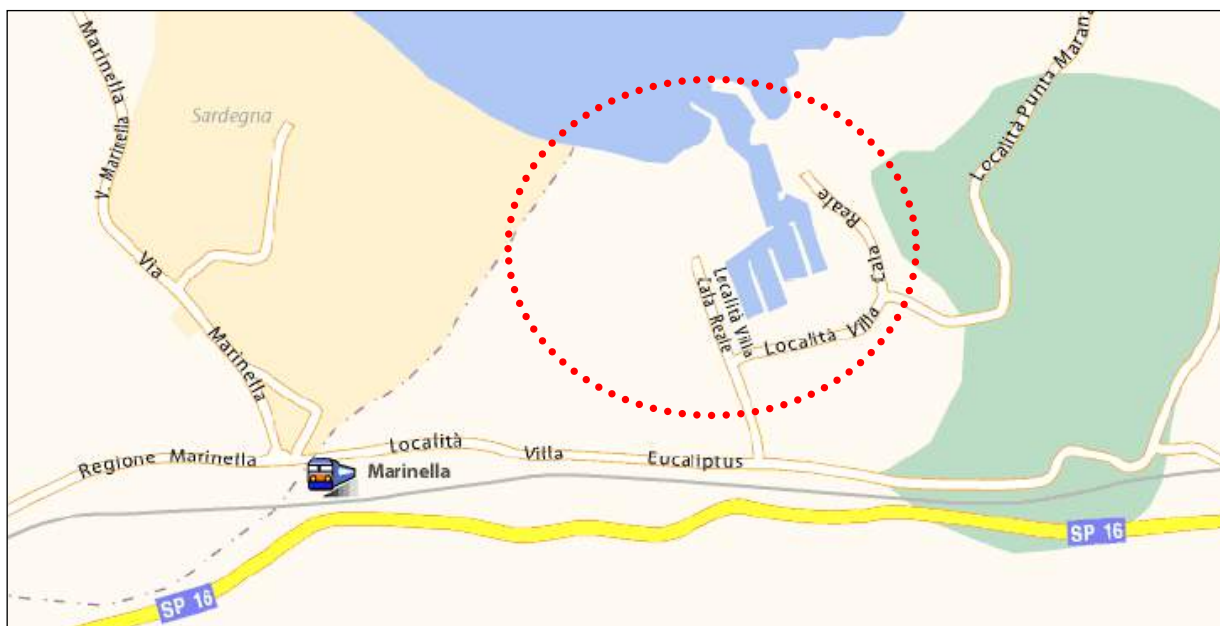 Marinella
y Marinella
Sardegna
Via
Marinella
Località Punta Marana
Cala Reale
Località Villa
Cala Reale
Località Villa
Regione Marinella
Località Villa Eucaliptus
Marinella
SP 16
SP 16